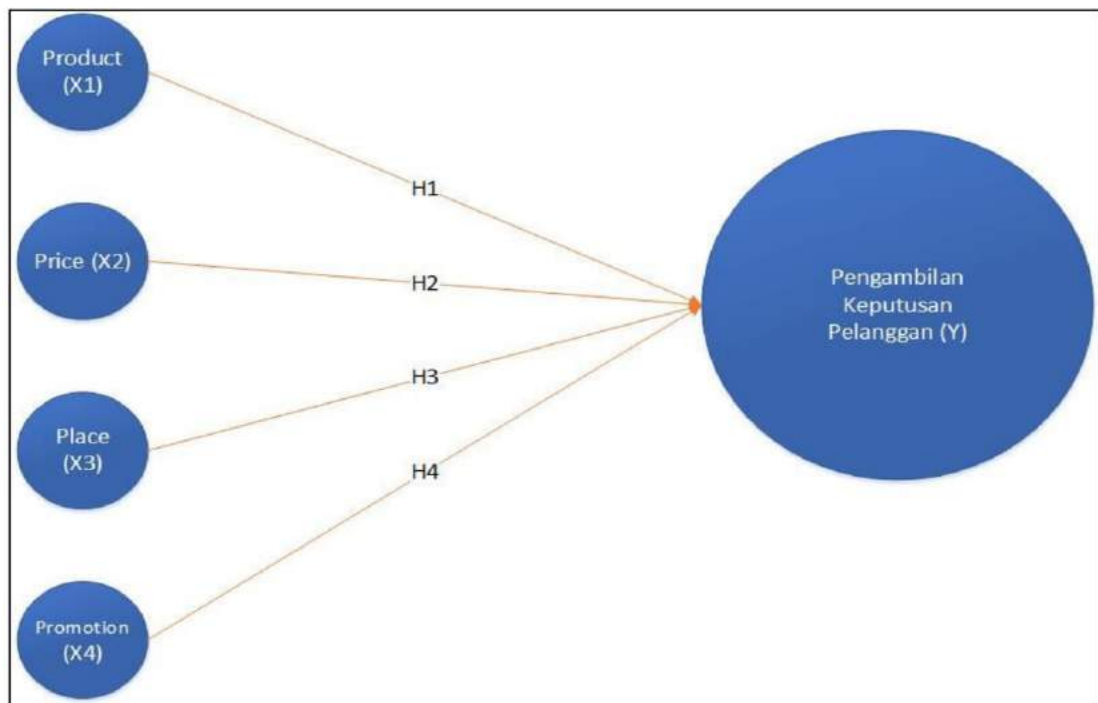 Product
(X1)
H1
Price (X2)
H2
Pengambilan
Keputusan
Pelanggan (Y)
H3
Place
(X3)
H4
Promotion
(X4)